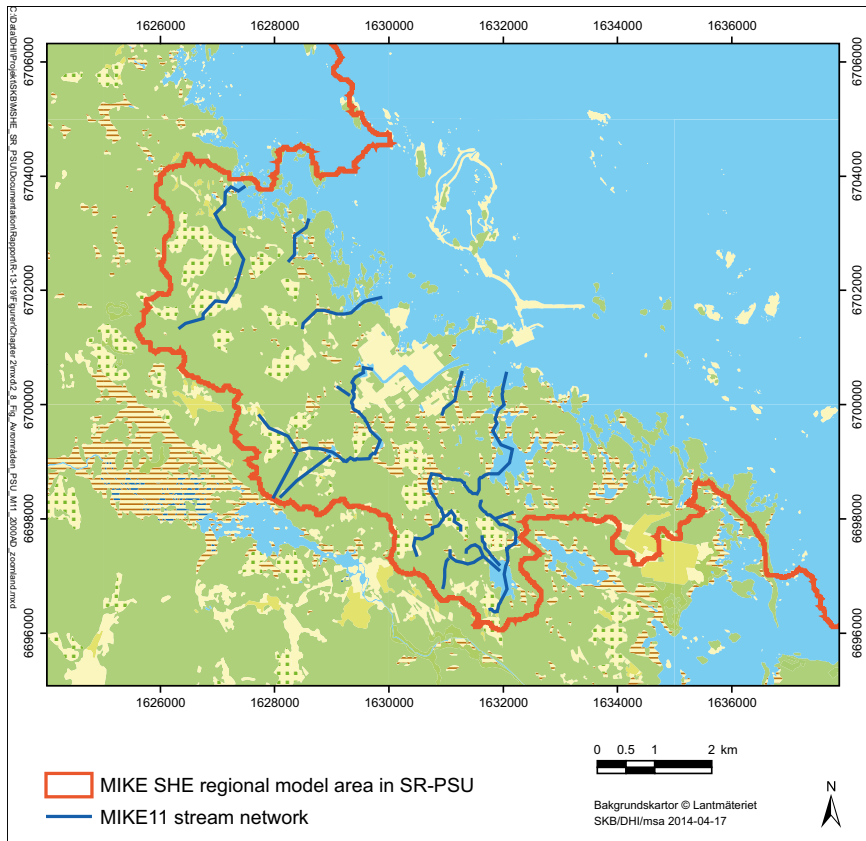 1626000 1628000 1630000 1632000 1634000 1636000
6706000 6706000
6704000 6704000
6702000 6702000
6700000 6700000
6698000 6698000
6696000 6696000
1626000 1628000 1630000 1632000 1634000 1636000
0 0.5 1 2 km
MIKE SHE regional model area in SR-PSU
MIKE11 stream network
Bakgrundskartor © Lantmäteriet
SKB/DHI/msa 2014-04-17
N